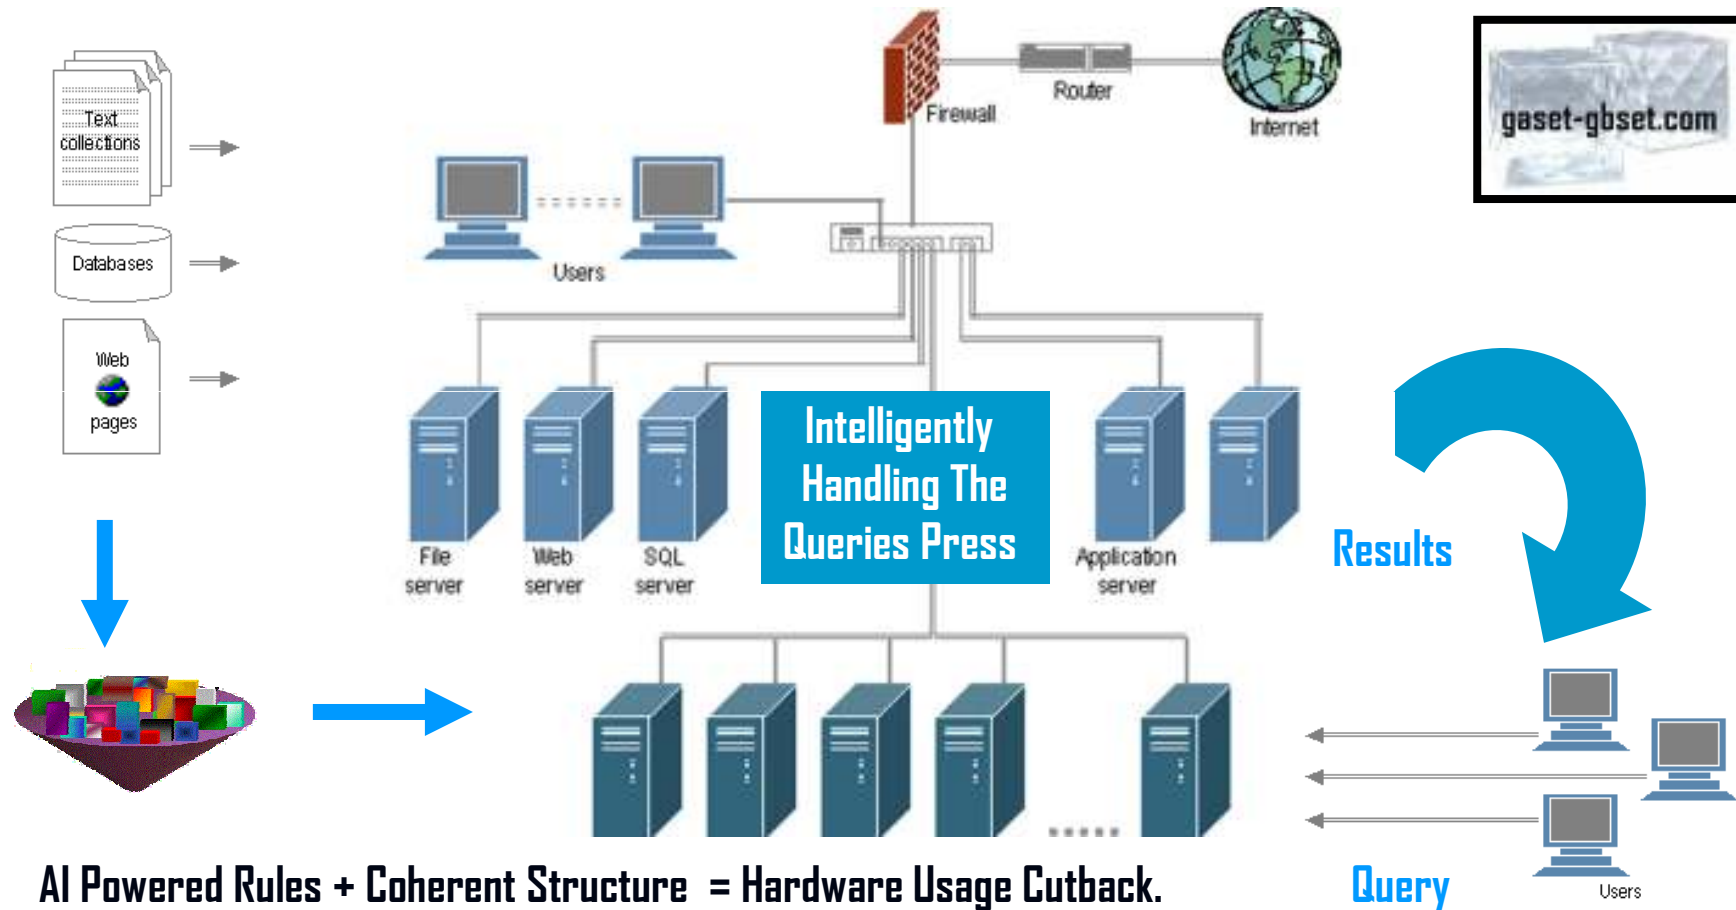 Text
collections
Databases
Web
pages
Firewall
Router
Internet
gaset-gbset.com
Users
File
server
Web
server
SQL
server
Intelligently
Handling The
Queries Press
Application
server
Results
AI Powered Rules + Coherent Structure = Hardware Usage Cutback.
Query
Users